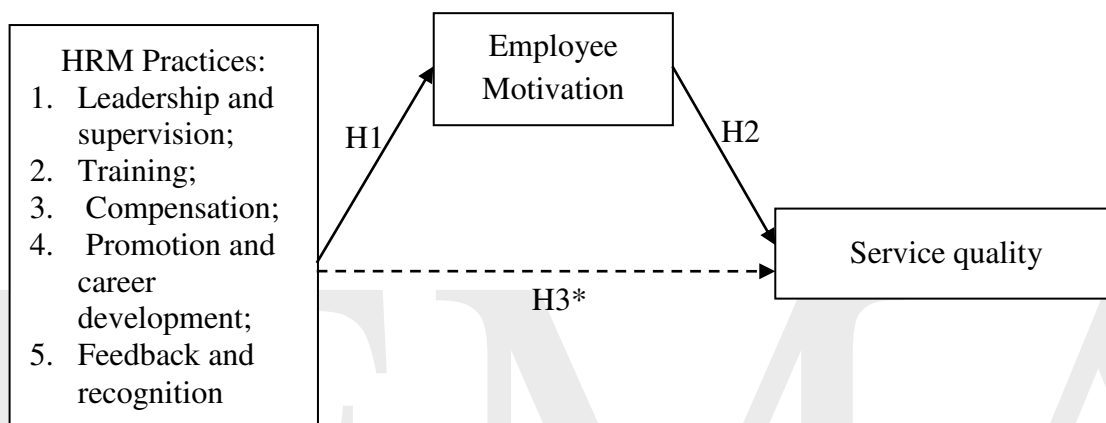 HRM Practices:
1. Leadership and
supervision;
2. Training;
3. Compensation;
4. Promotion and
career
development;
5. Feedback and
recognition
Employee
Motivation
H1
H2
Service quality
H3*